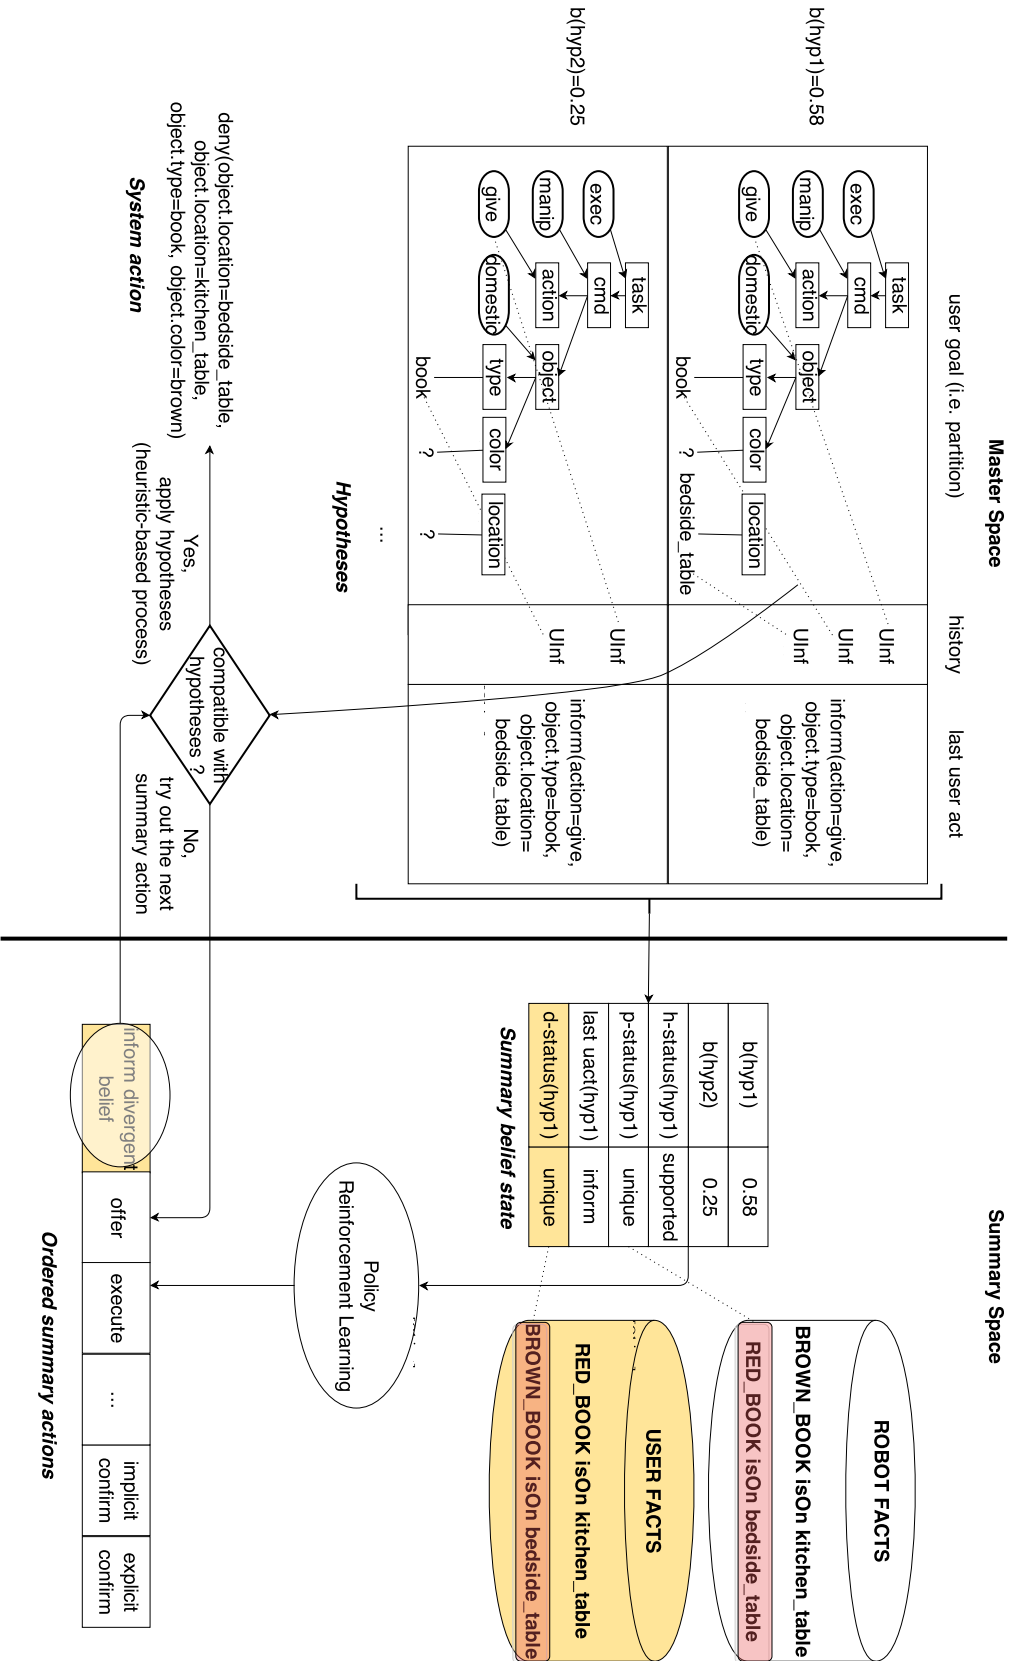 Master Space
user goal (i.e. partition)
history
last user act
b(hyp1)=0.58
exec
manip
give
task
cmd
action
domestic
object
type
color
location
book
?
bedside_table
UInf
UInf
UInf
inform(action=give,
object.type=book,
object.location=
bedside_table)
b(hyp2)=0.25
exec
manip
give
task
cmd
action
domestic
object
type
color
location
book
?
?
UInf
UInf
inform(action=give,
object.type=book,
object.location=
bedside_table)
...
Hypotheses
deny(object.location=bedside_table,
object.location=kitchen_table,
object.type=book, object.color=brown)
System action
Yes,
apply hypotheses
(heuristic-based process)
compatible with
hypotheses ?
No,
try out the next
summary action
Summary Space
b(hyp1) 0.58
b(hyp2) 0.25
h-status(hyp1) supported
p-status(hyp1) unique
last uact(hyp1) inform
d-status(hyp1) unique
Summary belief state
ROBOT FACTS
BROWN_BOOK isOn kitchen_table
RED_BOOK isOn bedside_table
USER FACTS
RED_BOOK isOn kitchen_table
BROWN_BOOK isOn bedside_table
Policy
Reinforcement Learning
inform divergent
belief
offer
execute
...
implicit
confirm
explicit
confirm
Ordered summary actions